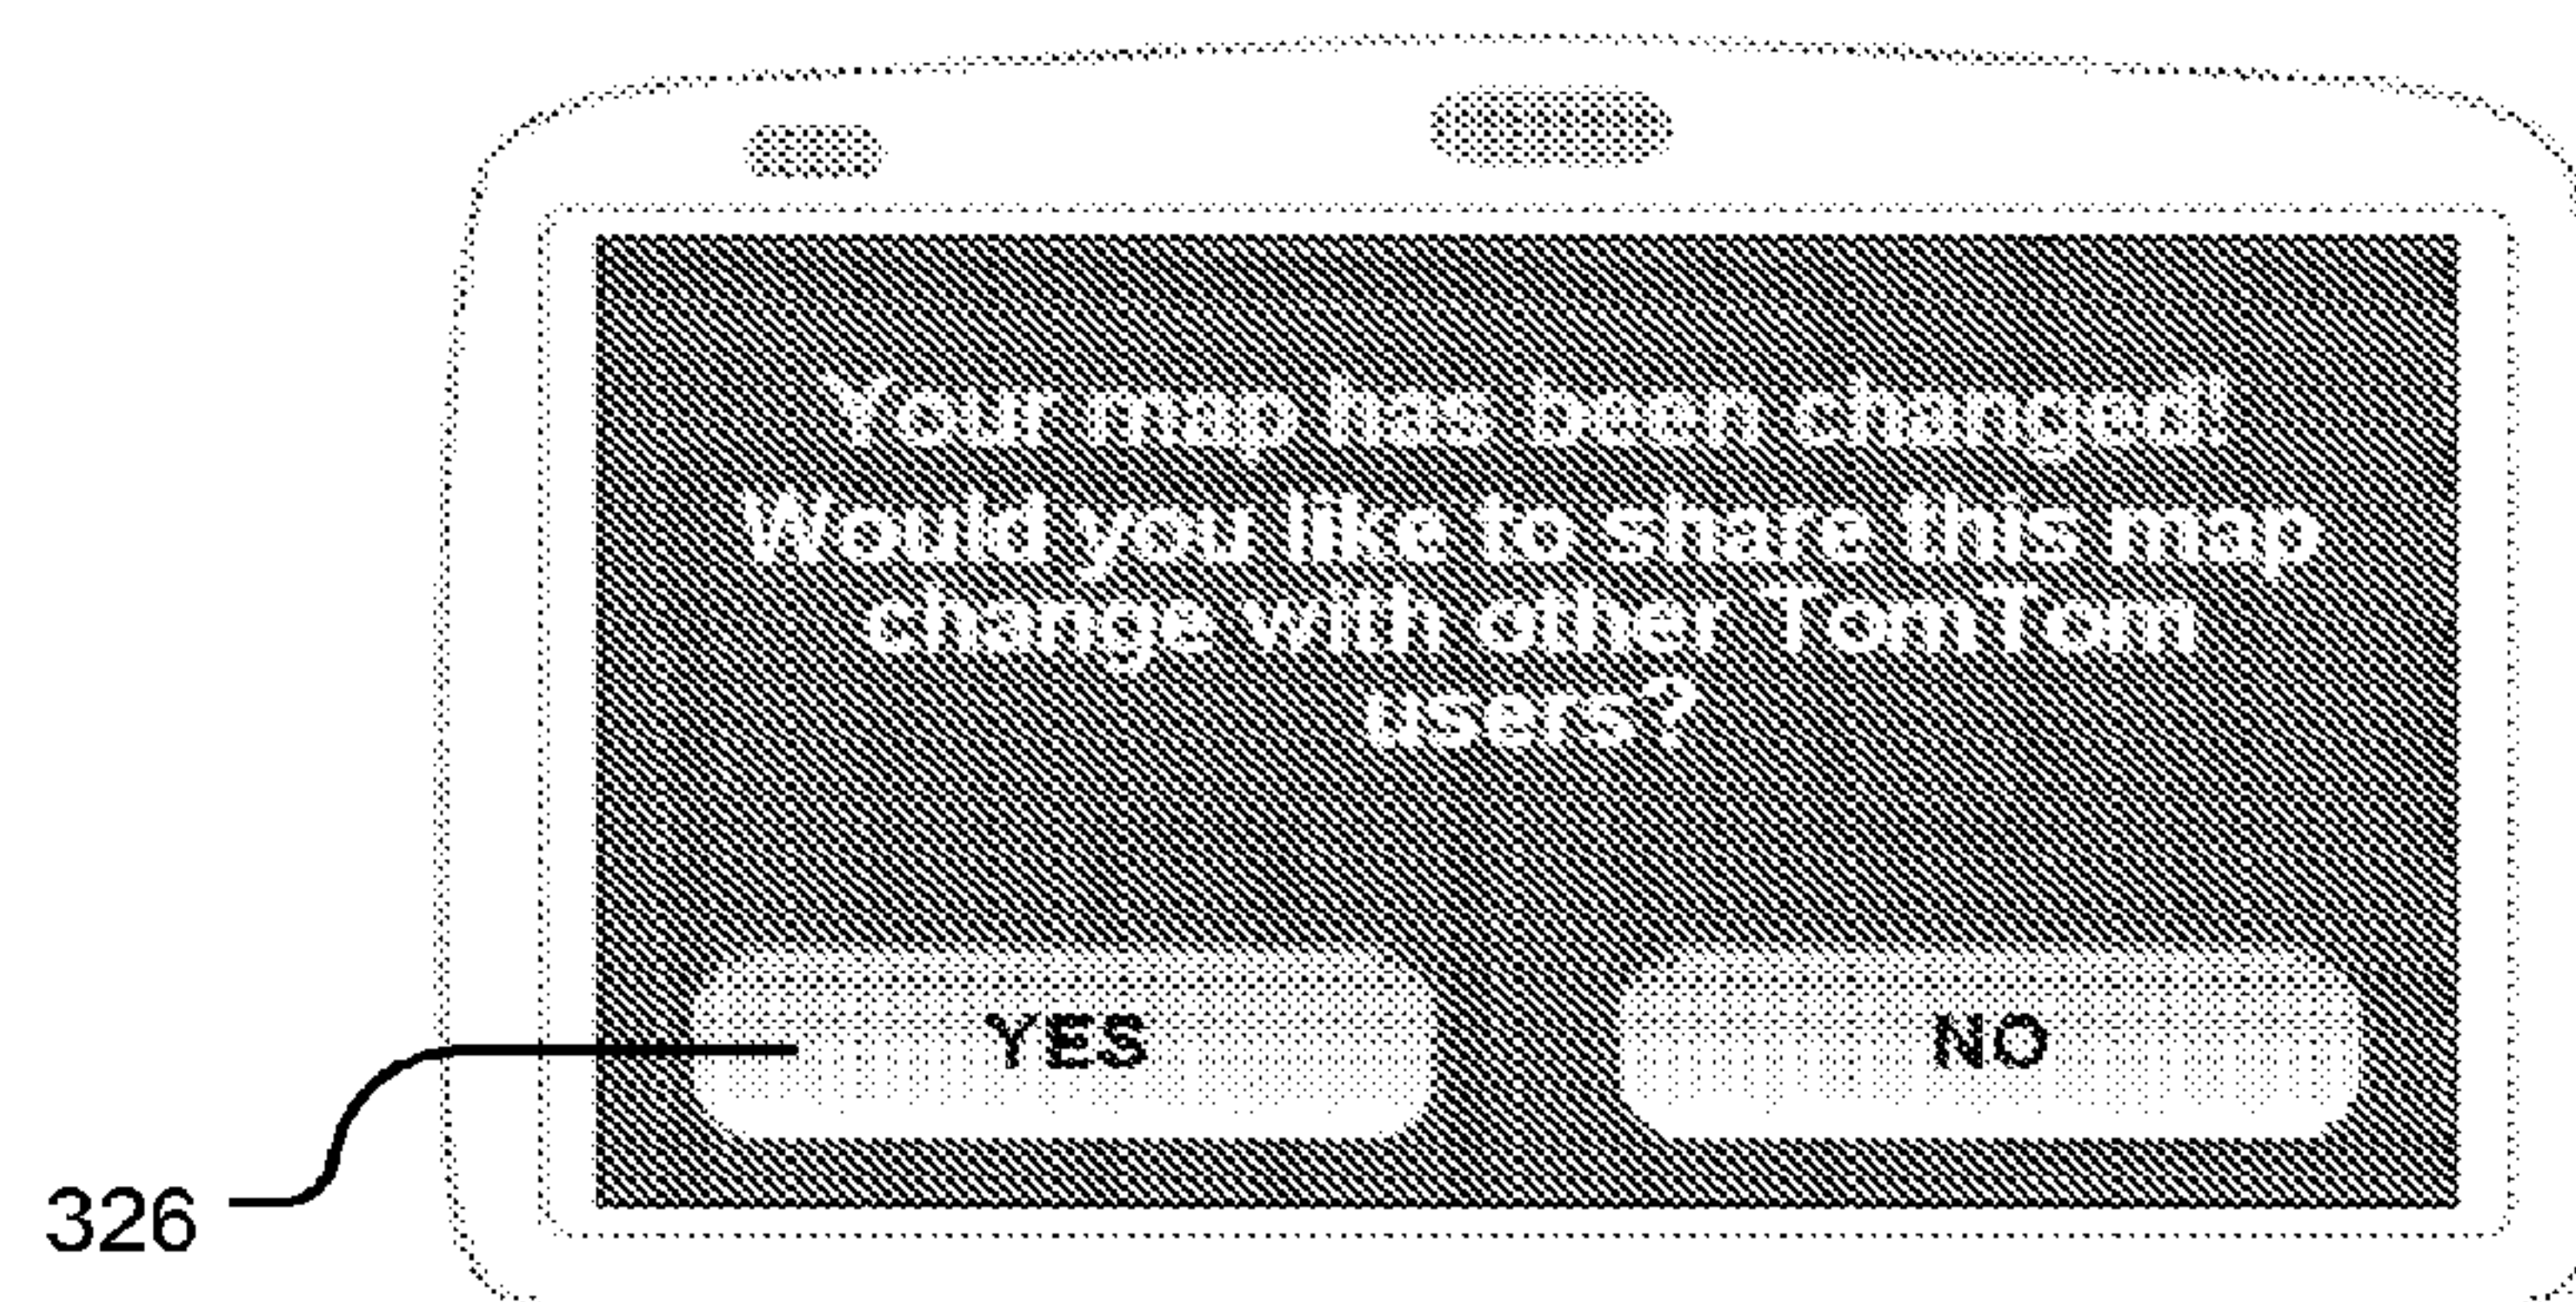 Your map has been changed!
Would you like to share this map
change with other TomTom
users?
YES NO
326